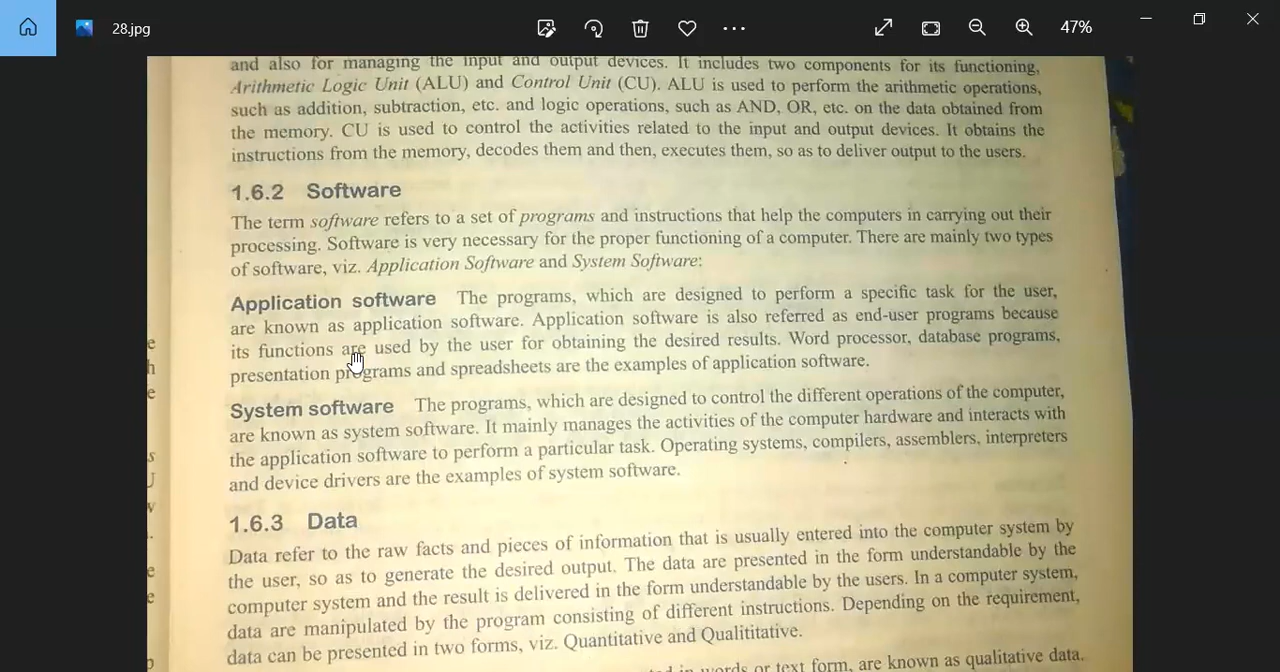 28.jpg
47%
and also for managing the input and output devices. It includes two components for its functioning,
Arithmetic Logic Unit (ALU) and Control Unit (CU). ALU is used to perform the arithmetic operations,
such as addition, subtraction, etc. and logic operations, such as AND, OR, etc. on the data obtained from
the memory. CU is used to control the activities related to the input and output devices. It obtains the
instructions from the memory, decodes them and then, executes them, so as to deliver output to the users.
1.6.2 Software
The term software refers to a set of programs and instructions that help the computers in carrying out their
processing. Software is very necessary for the proper functioning of a computer. There are mainly two types
of software, viz. Application Software and System Software:
Application software The programs, which are designed to perform a specific task for the user,
are known as application software. Application software is also referred as end-user programs because
its functions are used by the user for obtaining the desired results. Word processor, database programs,
presentation programs and spreadsheets are the examples of application software.
System software The programs, which are designed to control the different operations of the computer,
are known as system software. It mainly manages the activities of the computer hardware and interacts with
the application software to perform a particular task. Operating systems, compilers, assemblers, interpreters
and device drivers are the examples of system software.
1.6.3 Data
Data refer to the raw facts and pieces of information that is usually entered into the computer system by
the user, so as to generate the desired output. The data are presented in the form understandable by the
computer system and the result is delivered in the form understandable by the users. In a computer system,
data are manipulated by the program consisting of different instructions. Depending on the requirement,
data can be presented in two forms, viz. Quantitative and Qualititative.
in words or text form, are known as qualitative data.